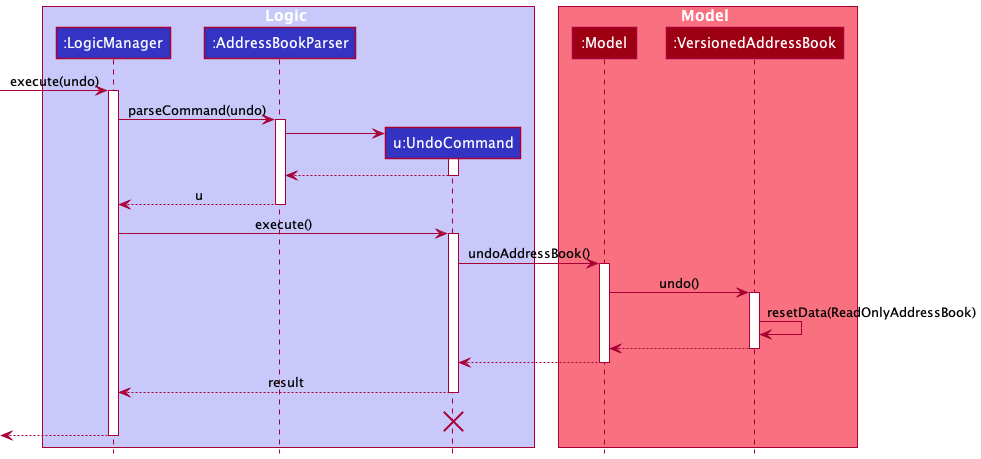 Logic
Model
:LogicManager
:AddressBookParser
:Model
:VersionedAddressBook
execute(undo)
parseCommand(undo)
u:UndoCommand
u
execute()
undoAddressBook()
undo()
resetData(ReadOnlyAddressBook)
result